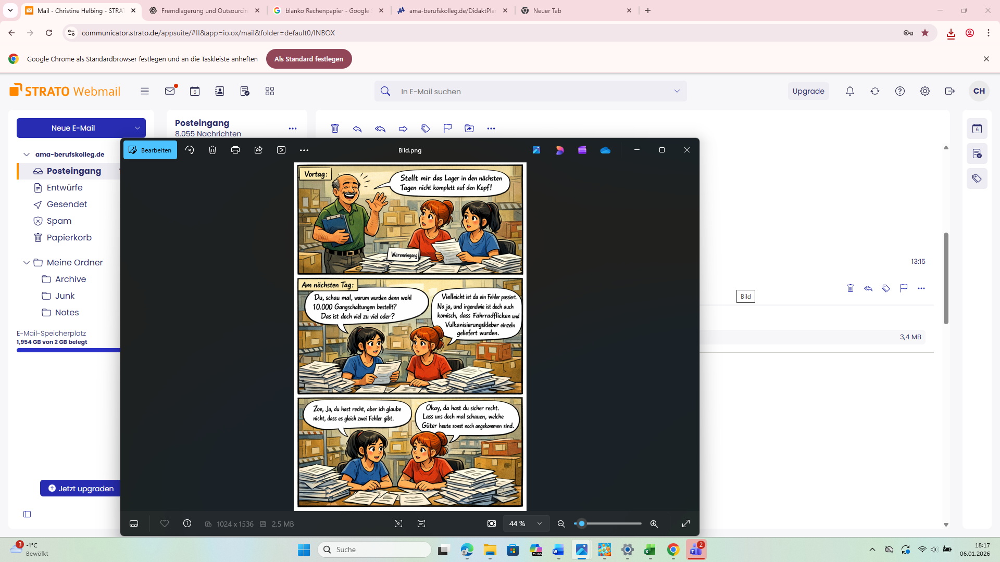 Mail - Christine Helbing - STRAT
Fremdlagerung und Outsourcin
blanko Rechenpapier - Google S
ama-berufskolleg.de/DidaktPla
Neuer Tab
communicator.strato.de/appsuite/#!!&app=io.ox/mail&folder=default0/INBOX
Google Chrome als Standardbrowser festlegen und an die Taskleiste anheften
Als Standard festlegen
STRATO Webmail
6
In E-Mail suchen
Upgrade
CH
Neue E-Mail
Posteingang
8.055 Nachrichten
6
ama-berufskolleg.de
Posteingang
Entwürfe
Gesendet
Spam
Papierkorb
Meine Ordner
Archive
Junk
Notes
E-Mail-Speicherplatz
1,954 GB von 2 GB belegt
Jetzt upgraden
13:15
Bild
3,4 MB
Bearbeiten
Bild.png
Vortag:
Stellt mir das Lager in den nächsten
Tagen nicht komplett auf den Kopf!
Wareneingang
Am nächsten Tag:
Du, schau mal, warum wurden denn wohl
10.000 Gangschaltungen bestellt?
Das ist doch viel zu viel oder?
Vielleicht ist da ein Fehler passiert.
Na ja, und irgendwie ist doch auch
komisch, dass Fahrradflicken und
Vulkanisierungskleber einzeln
geliefert wurden.
Zoe, Ja, du hast recht, aber ich glaube
nicht, dass es gleich zwei Fehler gibt.
Okay, da hast du sicher recht.
Lass uns doch mal schauen, welche
Güter heute sonst noch angekommen sind.
1024 x 1536
2.5 MB
44 %
3
-1°C
Bewölkt
Suche
M365
2
18:17
06.01.2026